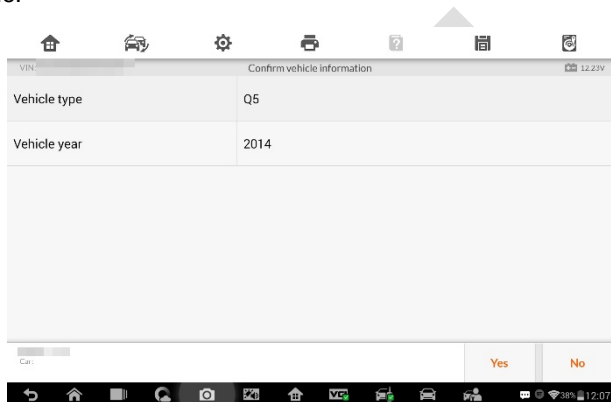 VIN:
Confirm vehicle information
12.23V
Vehicle type
Q5
Vehicle year
2014
Car:
Yes
No
38%
12:07